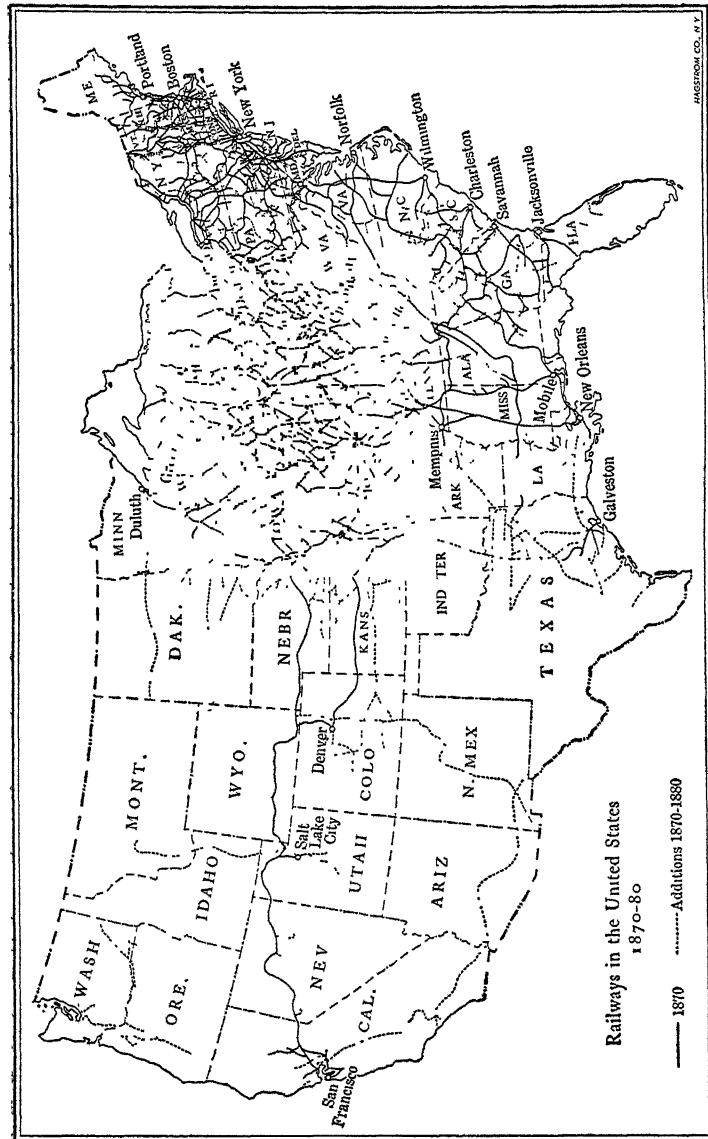 WASH
ORE.
CAL.
NEV
IDAHO
MONT.
WYO.
UTAH
Salt
Lake
City
ARIZ
COLO
Denver
N. MEX
DAK.
NEBR
KANS
IND TER
TEXAS
MINN
Duluth
IOWA
ARK
LA
Memphis
MISS
ALA
GA
FLA
S/C
N/C
VA
W VA
PA
N Y
N J
DEL
R I
ME
Portland
Boston
New York
Norfolk
Wilmington
Charleston
Savannah
Jacksonville
Mobile
New Orleans
Galveston
San
Francisco
Railways in the United States
1870-80
1870
Additions 1870-1880
HAGSTROM CO., N Y